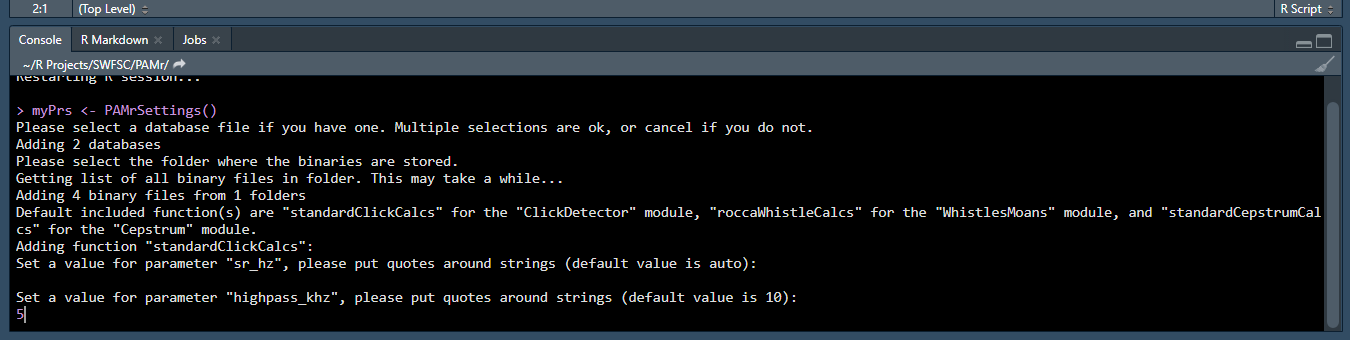 2:1 (Top Level) R Script
Console R Markdown Jobs
~/R Projects/SWFSC/PAMr/
Restarting R session...
> myPrs <- PAMrSettings()
Please select a database file if you have one. Multiple selections are ok, or cancel if you do not.
Adding 2 databases
Please select the folder where the binaries are stored.
Getting list of all binary files in folder. This may take a while...
Adding 4 binary files from 1 folders
Default included function(s) are "standardClickCalcs" for the "ClickDetector" module, "roccaWhistleCalcs" for the "WhistlesMoans" module, and "standardCepstrumCal
cs" for the "Cepstrum" module.
Adding function "standardClickCalcs":
Set a value for parameter "sr_hz", please put quotes around strings (default value is auto):
Set a value for parameter "highpass_khz", please put quotes around strings (default value is 10):
5